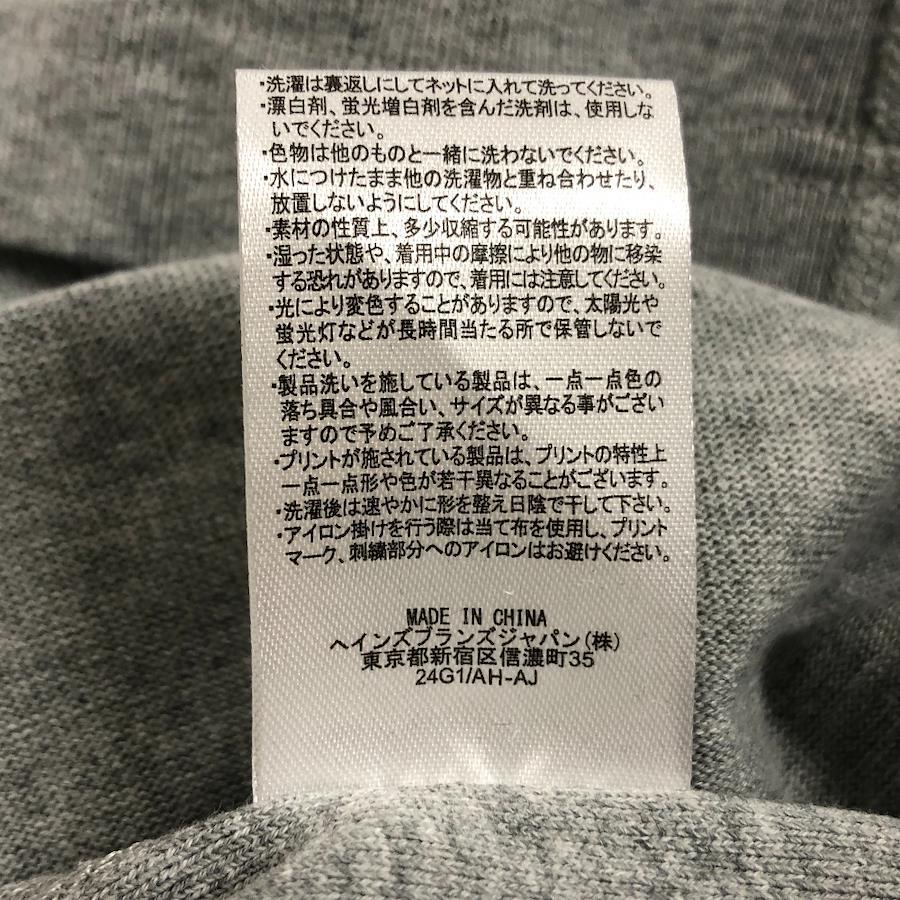 ・洗濯は裏返しにしてネットに入れて洗ってください。
・漂白剤、蛍光増白剤を含んだ洗剤は、使用しな
いでください。
・色物は他のものと一緒に洗わないでください。
・水につけたまま他の洗濯物と重ね合わせたり、
放置しないようにしてください。
・素材の性質上、多少収縮する可能性があります。
・湿った状態や、着用中の摩擦により他の物に移染
する恐れがありますので、着用には注意してください。
・光により変色することがありますので、太陽光や
蛍光灯などが長時間当たる所で保管しないで
ください。
・製品洗いを施している製品は、一点一点色の
落ち具合や風合い、サイズが異なる事がござい
ますので予めご了承ください。
・プリントが施されている製品は、プリントの特性上
一点一点形や色が若干異なることがございます。
・洗濯後は速やかに形を整え日陰で干して下さい。
・アイロン掛けを行う際は当て布を使用し、プリント
マーク、刺繍部分へのアイロンはお避けください。
MADE IN CHINA
ヘインズブランズジャパン(株)
東京都新宿区信濃町35
24G1/AH-AJ